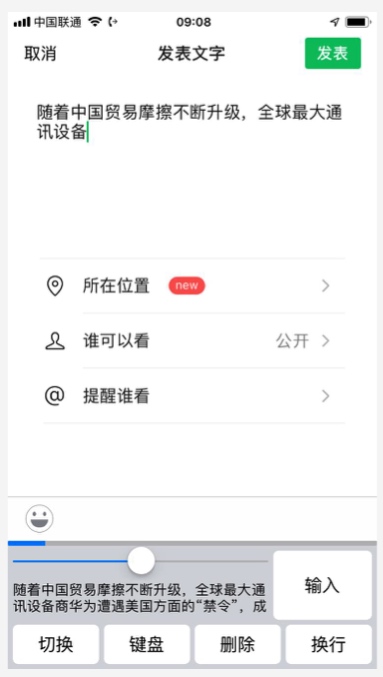 中国联通 09:08
取消 发表文字 发表
随着中国贸易摩擦不断升级，全球最大通
讯设备
所在位置 new
谁可以看 公开
@ 提醒谁看
随着中国贸易摩擦不断升级，全球最大通
讯设备商华为遭遇美国方面的“禁令”，成
输入
切换 键盘 删除 换行